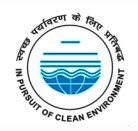 स्वच्छ पर्यावरण के लिए प्रतिबद्ध
IN PURSUIT OF CLEAN ENVIRONMENT